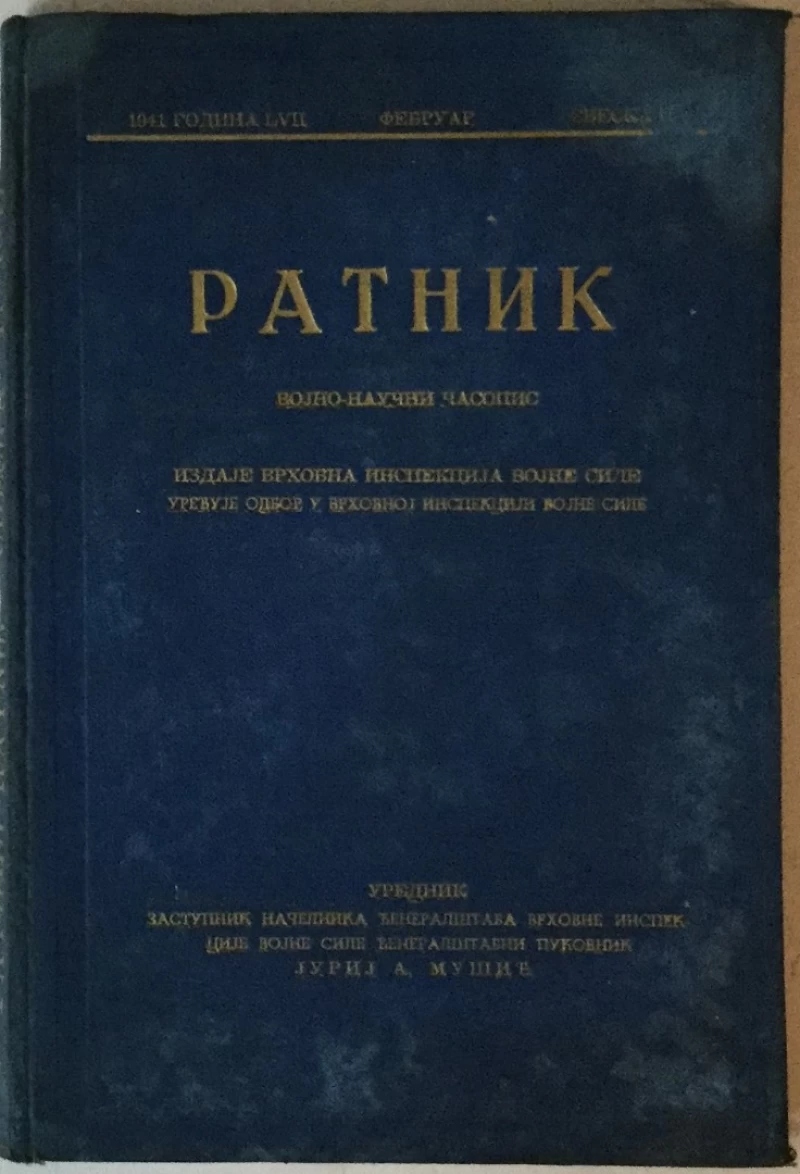 1941 ГОДИНА LVII ФЕБРУАР СВЕСКА
РАТНИК
ВОЈНО-НАУЧНИ ЧАСОПИС
ИЗДАЈЕ ВРХОВНА ИНСПЕКЦИЈА ВОЈНЕ СИЛЕ
УРЕЂУЈЕ ОДБОР У ВРХОВНОЈ ИНСПЕКЦИЈИ ВОЈНЕ СИЛЕ
УРЕДНИК
ЗАСТУПНИК НАЧЕЛНИКА ЂЕНЕРАЛШТАБА ВРХОВНЕ ИНСПЕК-
ЦИЈЕ ВОЈНЕ СИЛЕ ЂЕНЕРАЛШТАБНИ ПУКОВНИК
ЈУРИЈ А. МУШИЋ